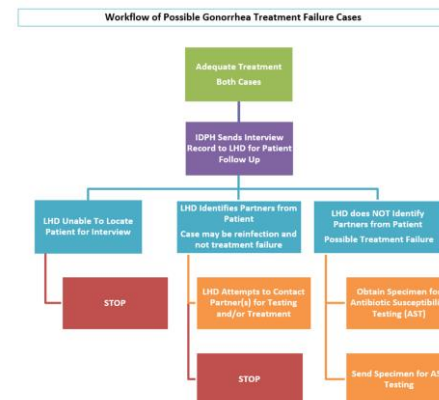 Workflow of Possible Gonorrhea Treatment Failure Cases
Adequate Treatment
Both Cases
IDPH Sends Interview
Record to LHD for Patient
Follow Up
LHD Unable To Locate
Patient for Interview
STOP
LHD Identifies Partners from
Patient
Case may be reinfection and
not treatment failure
LHD Attempts to Contact
Partner(s) for Testing
and/or Treatment
STOP
LHD does NOT Identify
Partners from Patient
Possible Treatment Failure
Obtain Specimen for
Antibiotic Susceptibil
Testing (AST)
Send Specimen for AS
Testing